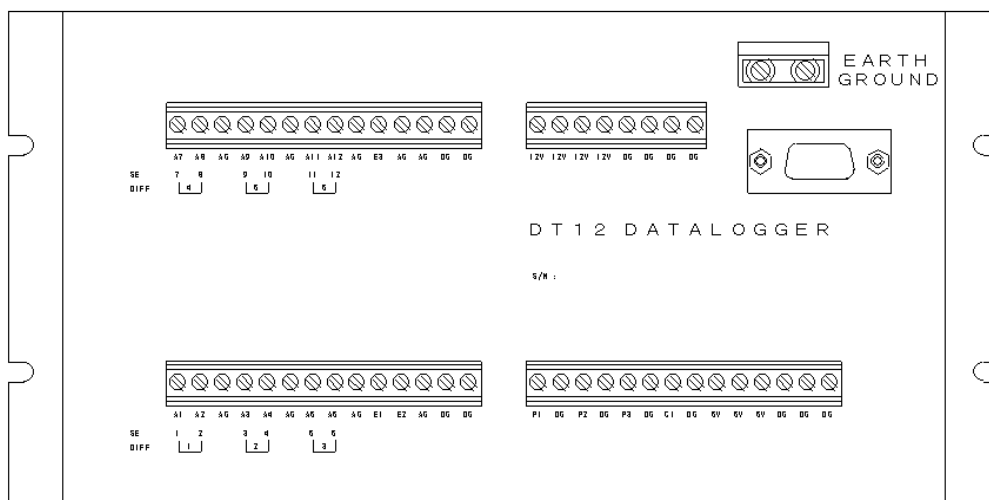 EARTH
GROUND
A7 A8 AG A9 A10 AG A11 A12 AG E3 AG AG DG DG
12V 12V 12V 12V DG DG DG DG
SE 7 8 9 10 11 12
DIFF 4 5 6
DT12 DATALOGGER
S/N :
A1 A2 AG A3 A4 AG A5 A6 AG E1 E2 AG DG DG
P1 DG P2 DG P3 DG C1 DG 5V 5V 5V DG DG DG
SE 1 2 3 4 5 6
DIFF 1 2 3